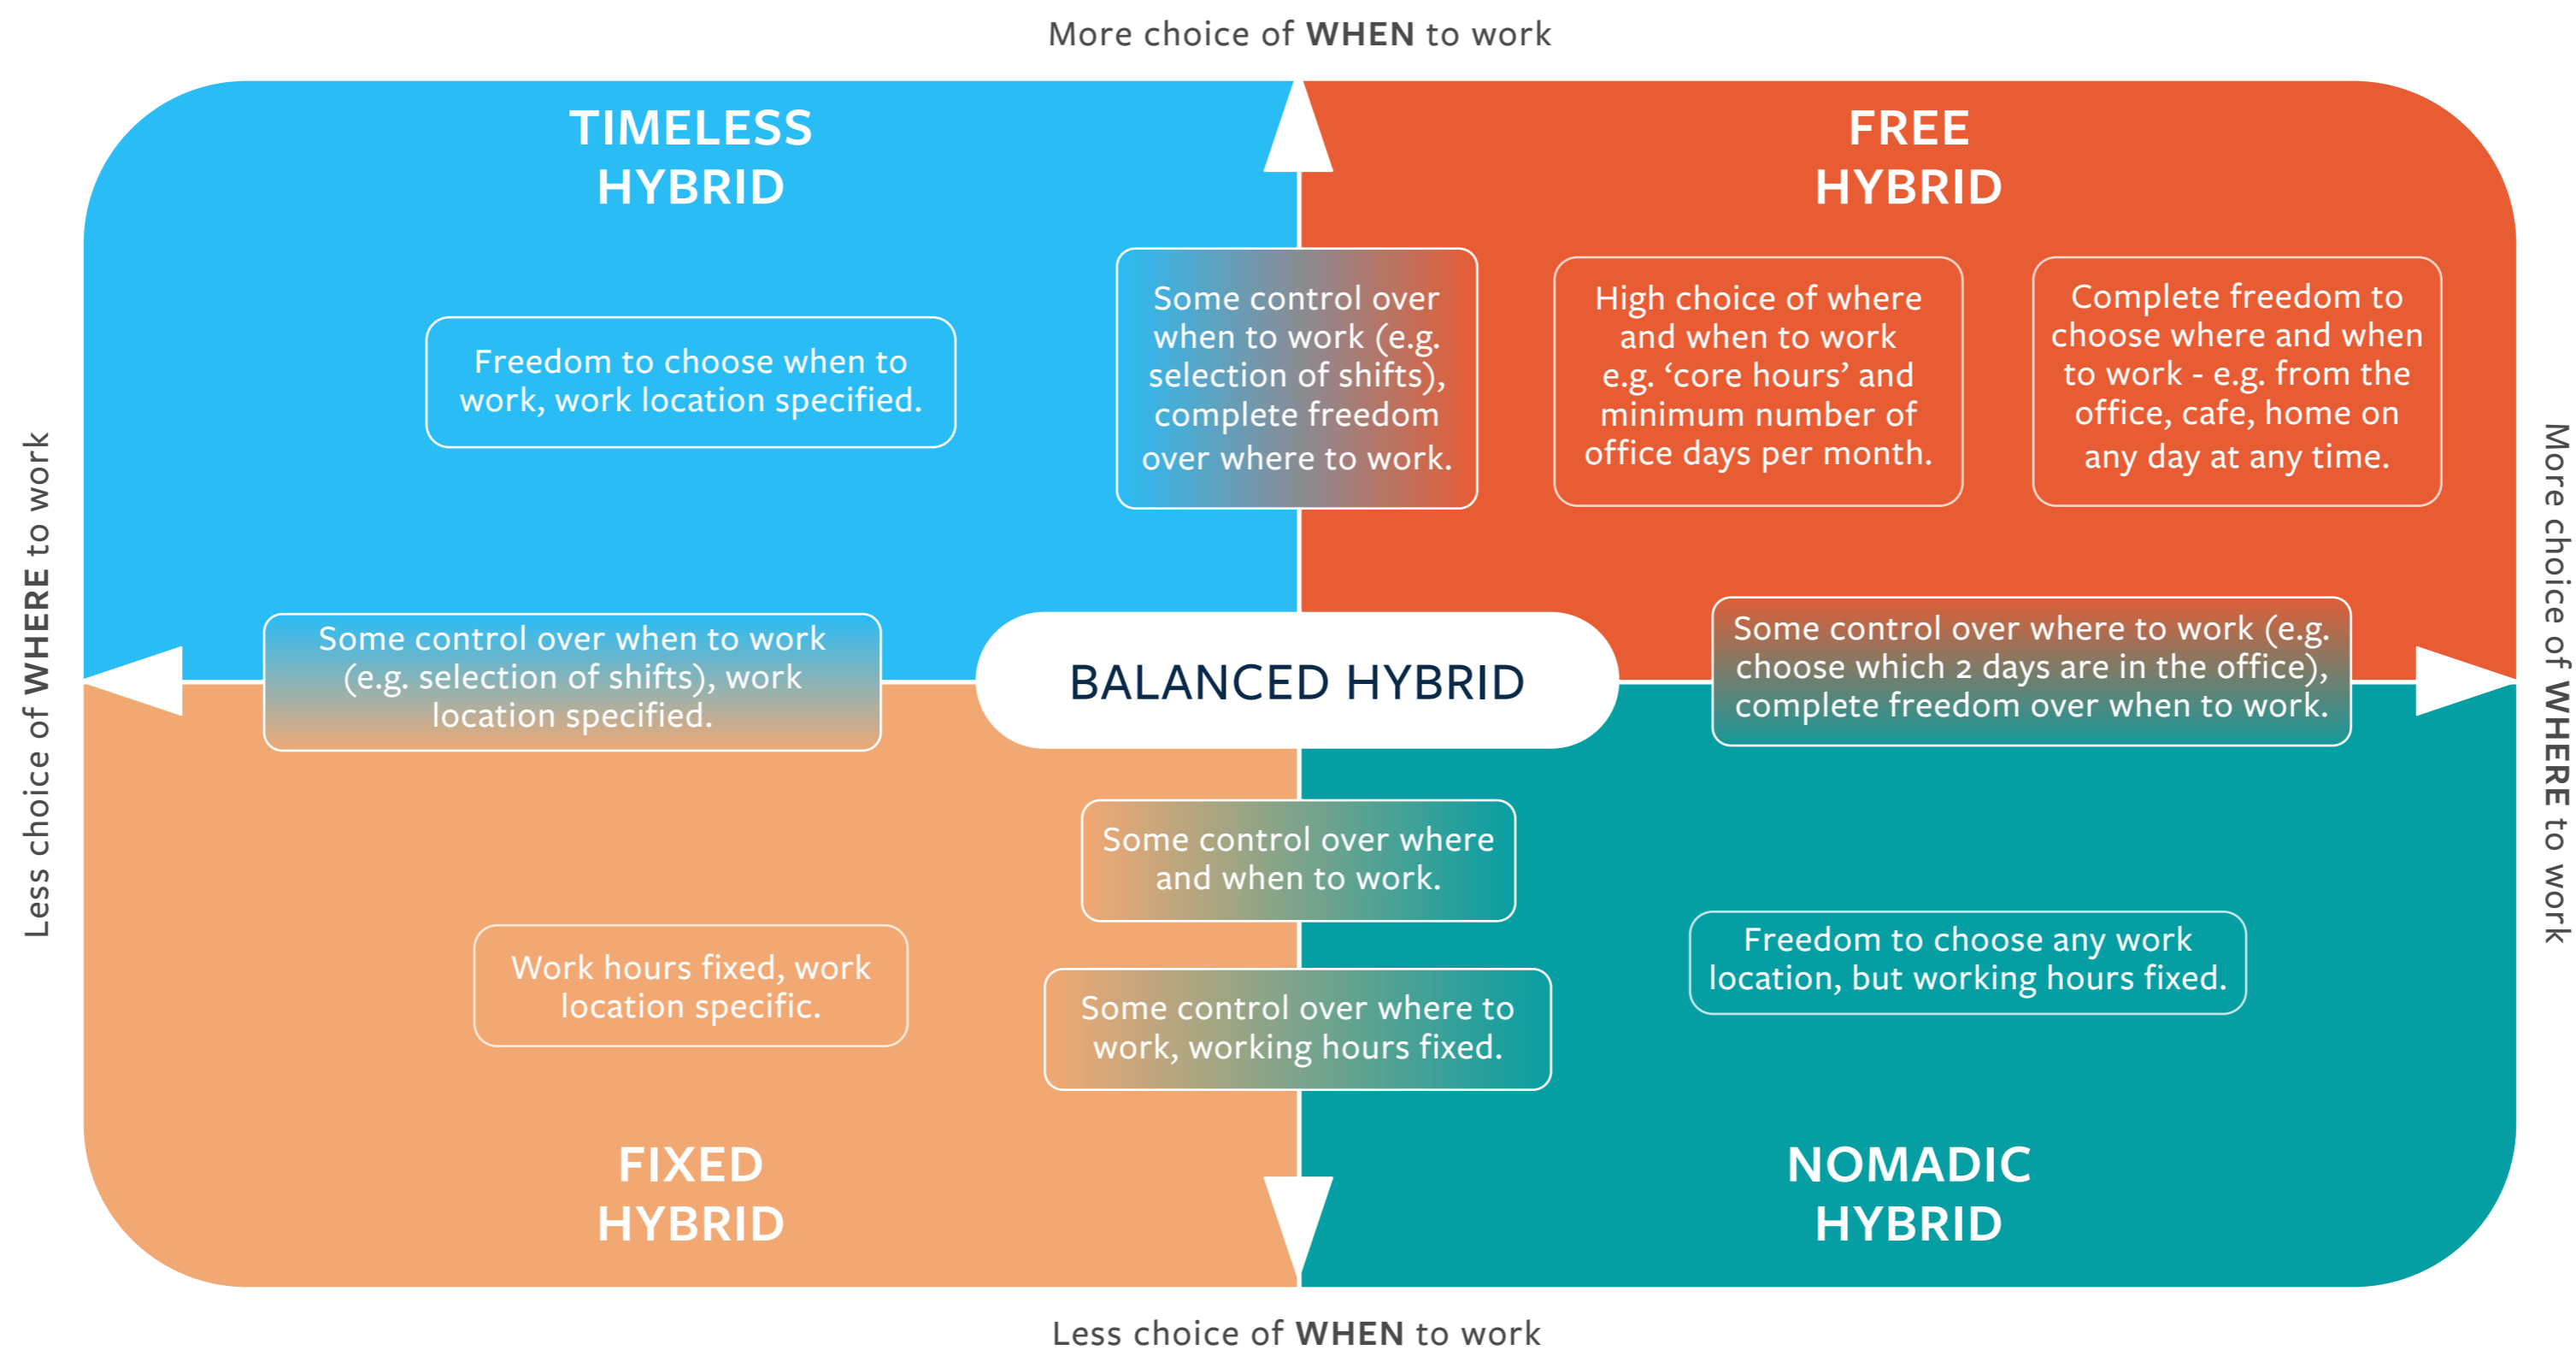 More choice of WHEN to work
TIMELESS
HYBRID
FREE
HYBRID
Freedom to choose when to
work, work location specified.
Some control over
when to work (e.g.
selection of shifts),
complete freedom
over where to work.
High choice of where
and when to work
e.g. ‘core hours’ and
minimum number of
office days per month.
Complete freedom to
choose where and when
to work - e.g. from the
office, cafe, home on
any day at any time.
Less choice of WHERE to work
More choice of WHERE to work
Some control over when to work
(e.g. selection of shifts), work
location specified.
BALANCED HYBRID
Some control over where to work (e.g.
choose which 2 days are in the office),
complete freedom over when to work.
Some control over where
and when to work.
Work hours fixed, work
location specific.
Some control over where to
work, working hours fixed.
Freedom to choose any work
location, but working hours fixed.
FIXED
HYBRID
NOMADIC
HYBRID
Less choice of WHEN to work